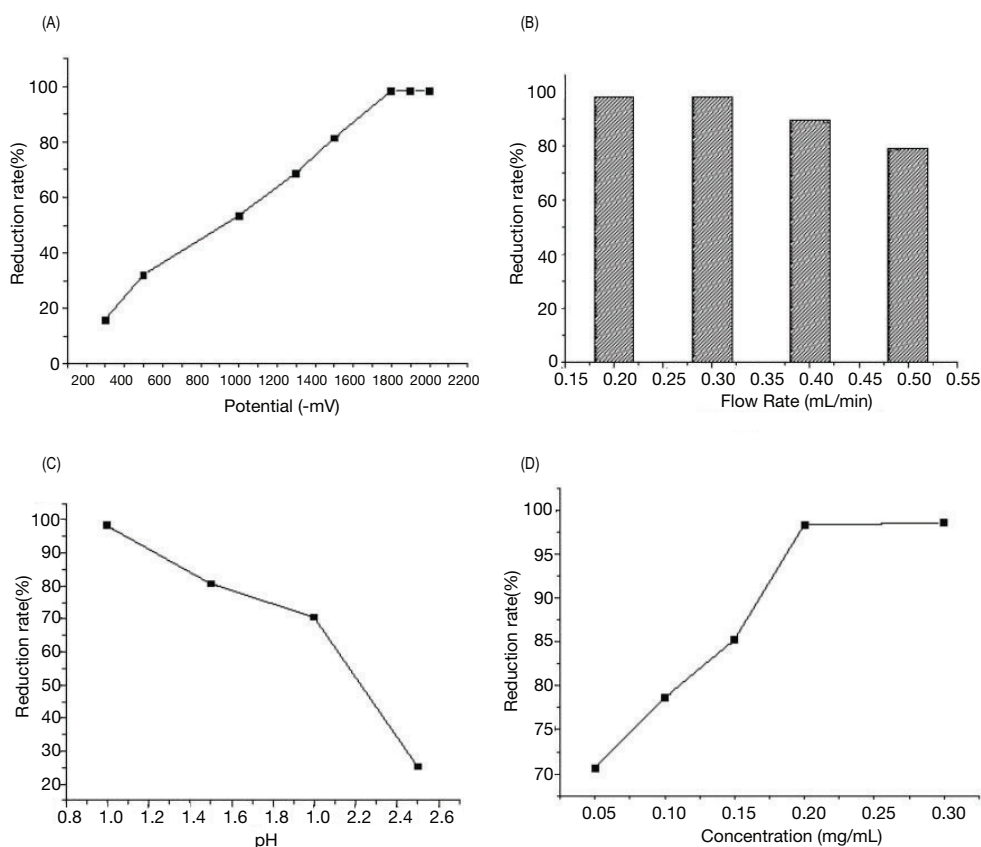 (A)
Reduction rate(%)
100
80
60
40
20
0
200 400 600 800 1000 1200 1400 1600 1800 2000 2200
Potential (-mV)
(B)
Reduction rate(%)
100
80
60
40
20
0
0.15 0.20 0.25 0.30 0.35 0.40 0.45 0.50 0.55
Flow Rate (mL/min)
(C)
Reduction rate(%)
100
90
80
70
50
40
30
20
0.8 1.0 1.2 1.4 1.6 1.8 1.0 2.2 2.4 2.6
pH
(D)
Reduction rate(%)
100
95
90
85
80
75
70
0.05 0.10 0.15 0.20 0.25 0.30
Concentration (mg/mL)